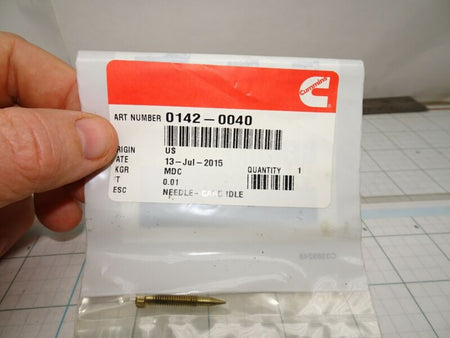 Cummins
ART NUMBER 0142-0040
RIGIN US
ATE 13-Jul-2015
KGR MDC QUANTITY 1
T 0.01
ESC NEEDLE- CARB IDLE